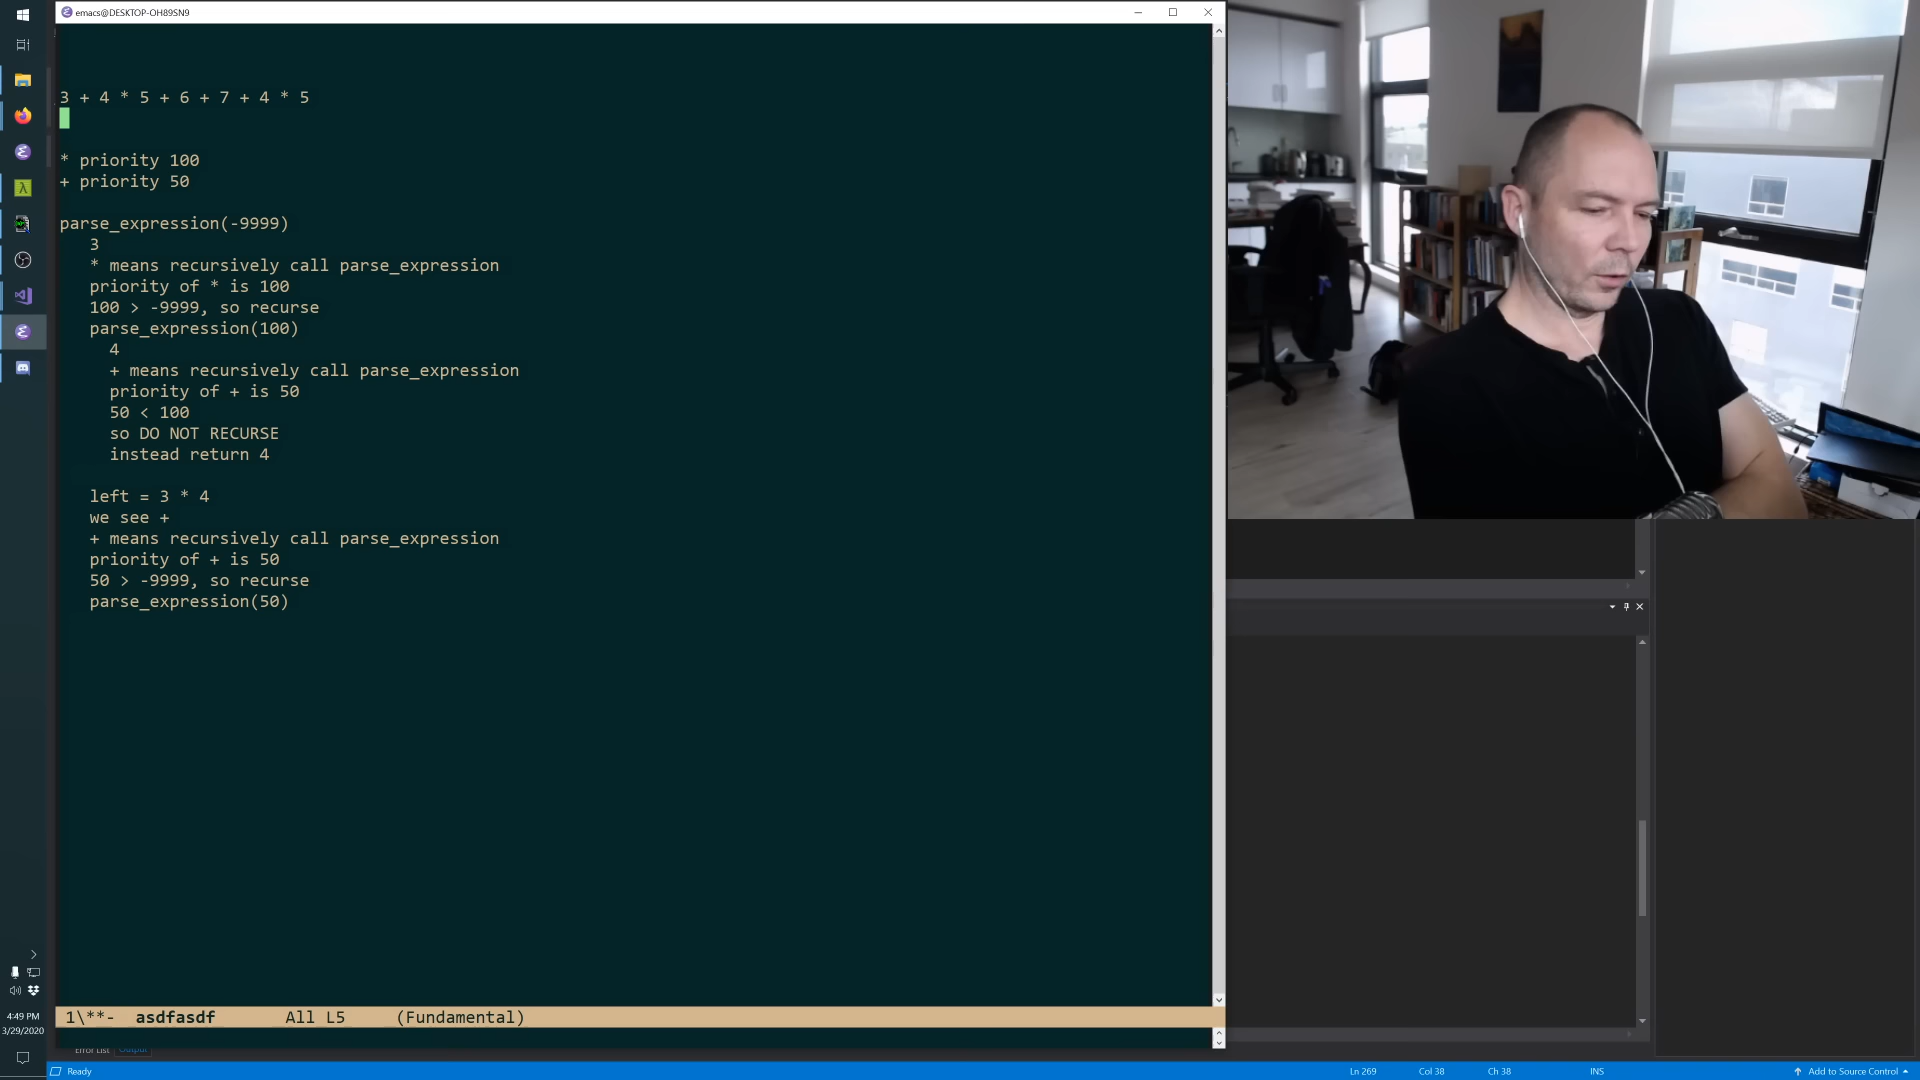 emacs@DESKTOP-OH89SN9
3 + 4 * 5 + 6 + 7 + 4 * 5
* priority 100
+ priority 50
parse_expression(-9999)
3
* means recursively call parse_expression
priority of * is 100
100 > -9999, so recurse
parse_expression(100)
4
+ means recursively call parse_expression
priority of + is 50
50 < 100
so DO NOT RECURSE
instead return 4
left = 3 * 4
we see +
+ means recursively call parse_expression
priority of + is 50
50 > -9999, so recurse
parse_expression(50)
1\**- asdfasdf All L5 (Fundamental)
4:49 PM
3/29/2020
Error List Output
Ready Ln 269 Col 38 Ch 38 INS Add to Source Control